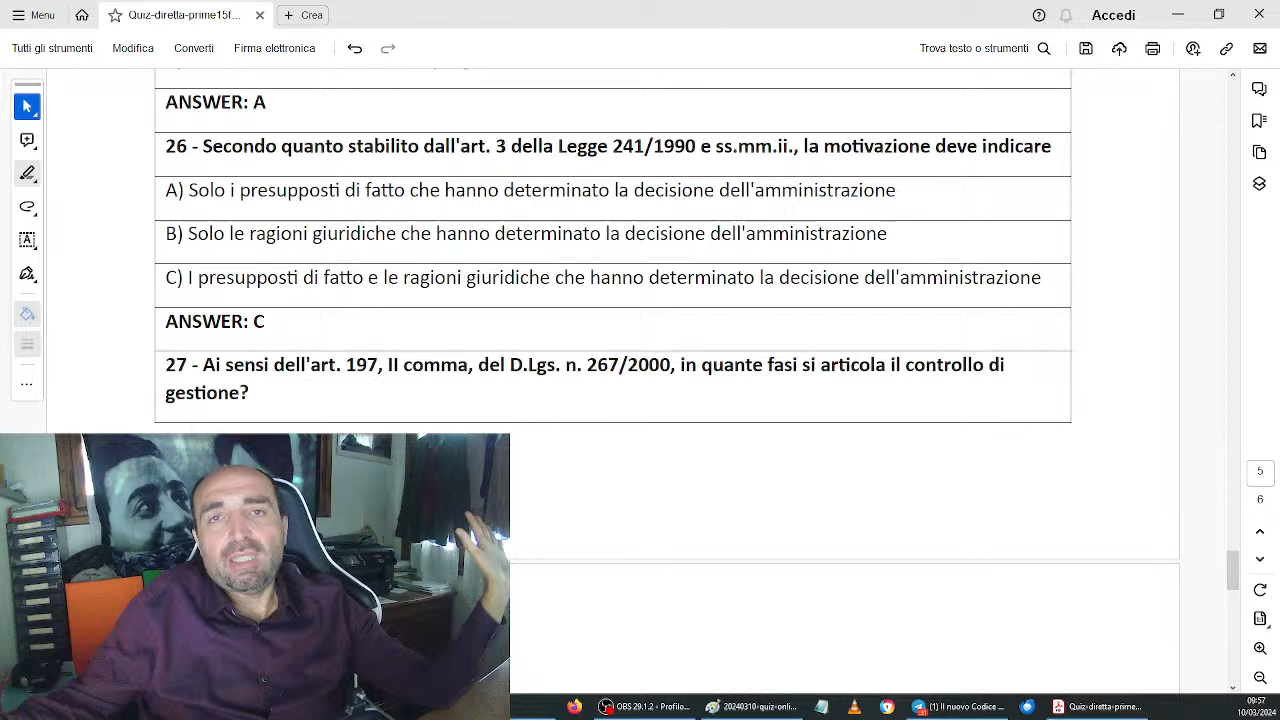 Menu
Quiz-diretta-prime15f...
Crea
Accedi
Tutti gli strumenti
Modifica
Converti
Firma elettronica
Trova testo o strumenti
ANSWER: A
26 - Secondo quanto stabilito dall'art. 3 della Legge 241/1990 e ss.mm.ii., la motivazione deve indicare
A) Solo i presupposti di fatto che hanno determinato la decisione dell'amministrazione
B) Solo le ragioni giuridiche che hanno determinato la decisione dell'amministrazione
C) I presupposti di fatto e le ragioni giuridiche che hanno determinato la decisione dell'amministrazione
ANSWER: C
27 - Ai sensi dell'art. 197, II comma, del D.Lgs. n. 267/2000, in quante fasi si articola il controllo di
gestione?
5
6
OBS 29.1.2 - Profilo...
20240310-quiz-onli...
(1) Il nuovo Codice ...
Quiz-diretta-prime...
09:57
10/03/2024